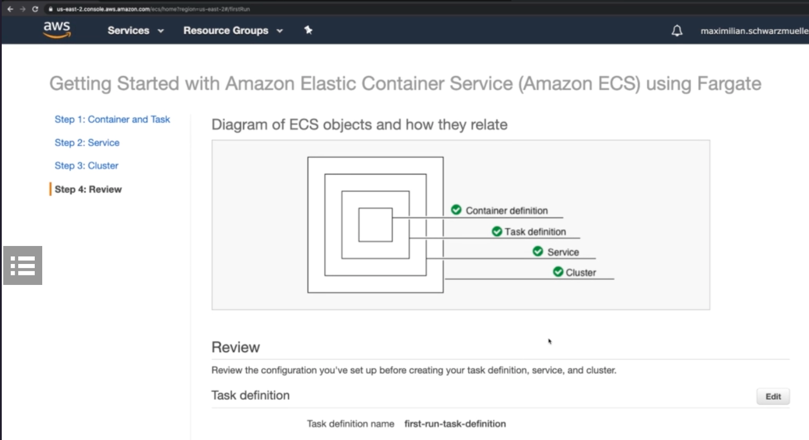 us-east-2.console.aws.amazon.com/ecs/home?region=us-east-2#/firstRun
aws Services Resource Groups maximilian.schwarzmuelle
Getting Started with Amazon Elastic Container Service (Amazon ECS) using Fargate
Step 1: Container and Task
Step 2: Service
Step 3: Cluster
Step 4: Review
Diagram of ECS objects and how they relate
Container definition
Task definition
Service
Cluster
Review
Review the configuration you've set up before creating your task definition, service, and cluster.
Task definition Edit
Task definition name first-run-task-definition